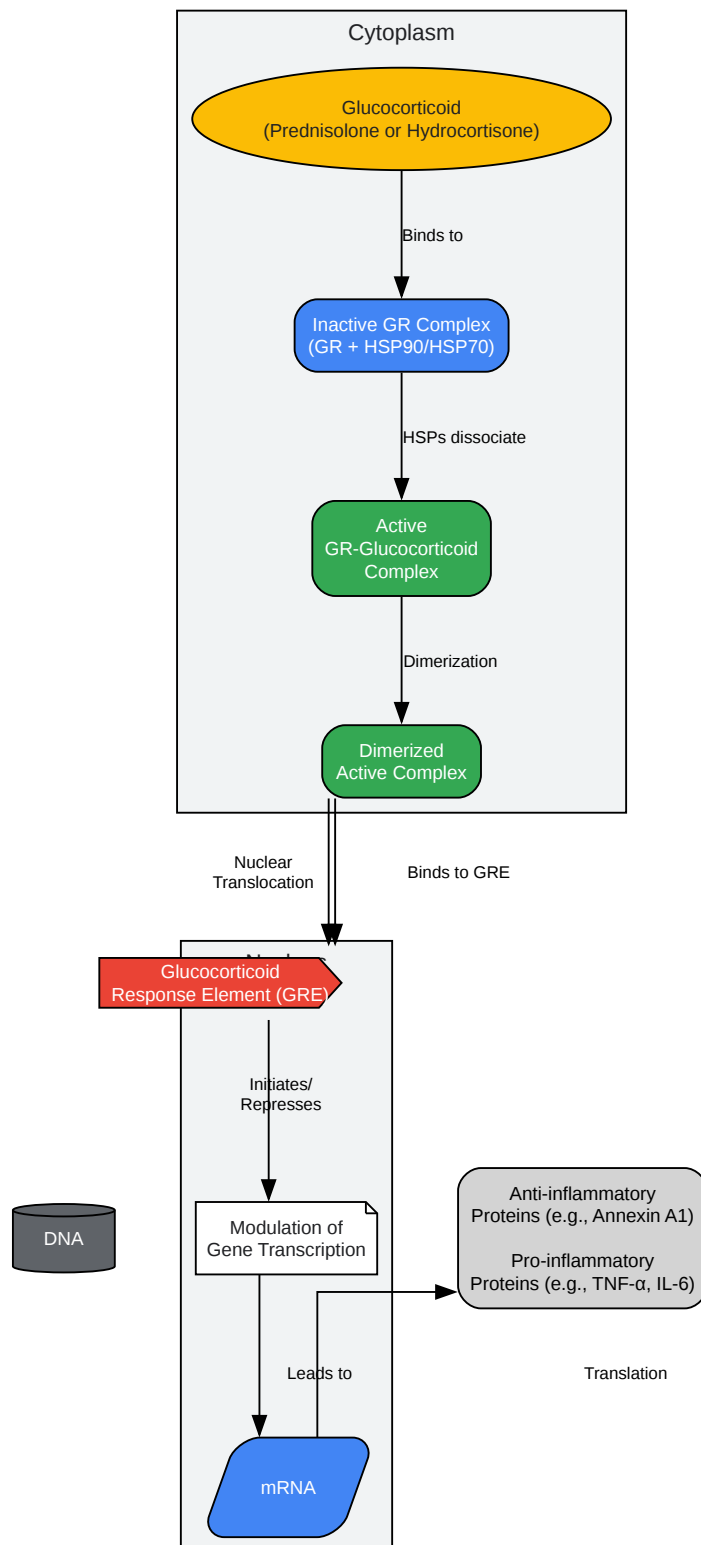 Cytoplasm
Glucocorticoid
(Prednisolone or Hydrocortisone)
Binds to
Inactive GR Complex
(GR + HSP90/HSP70)
HSPs dissociate
Active
GR-Glucocorticoid
Complex
Dimerization
Dimerized
Active Complex
Nuclear
Translocation
Binds to GRE
Glucocorticoid
Response Element (GRE)
Initiates/
Represses
Modulation of
Gene Transcription
DNA
Anti-inflammatory
Proteins (e.g., Annexin A1)
Pro-inflammatory
Proteins (e.g., TNF-α, IL-6)
Leads to
Translation
mRNA